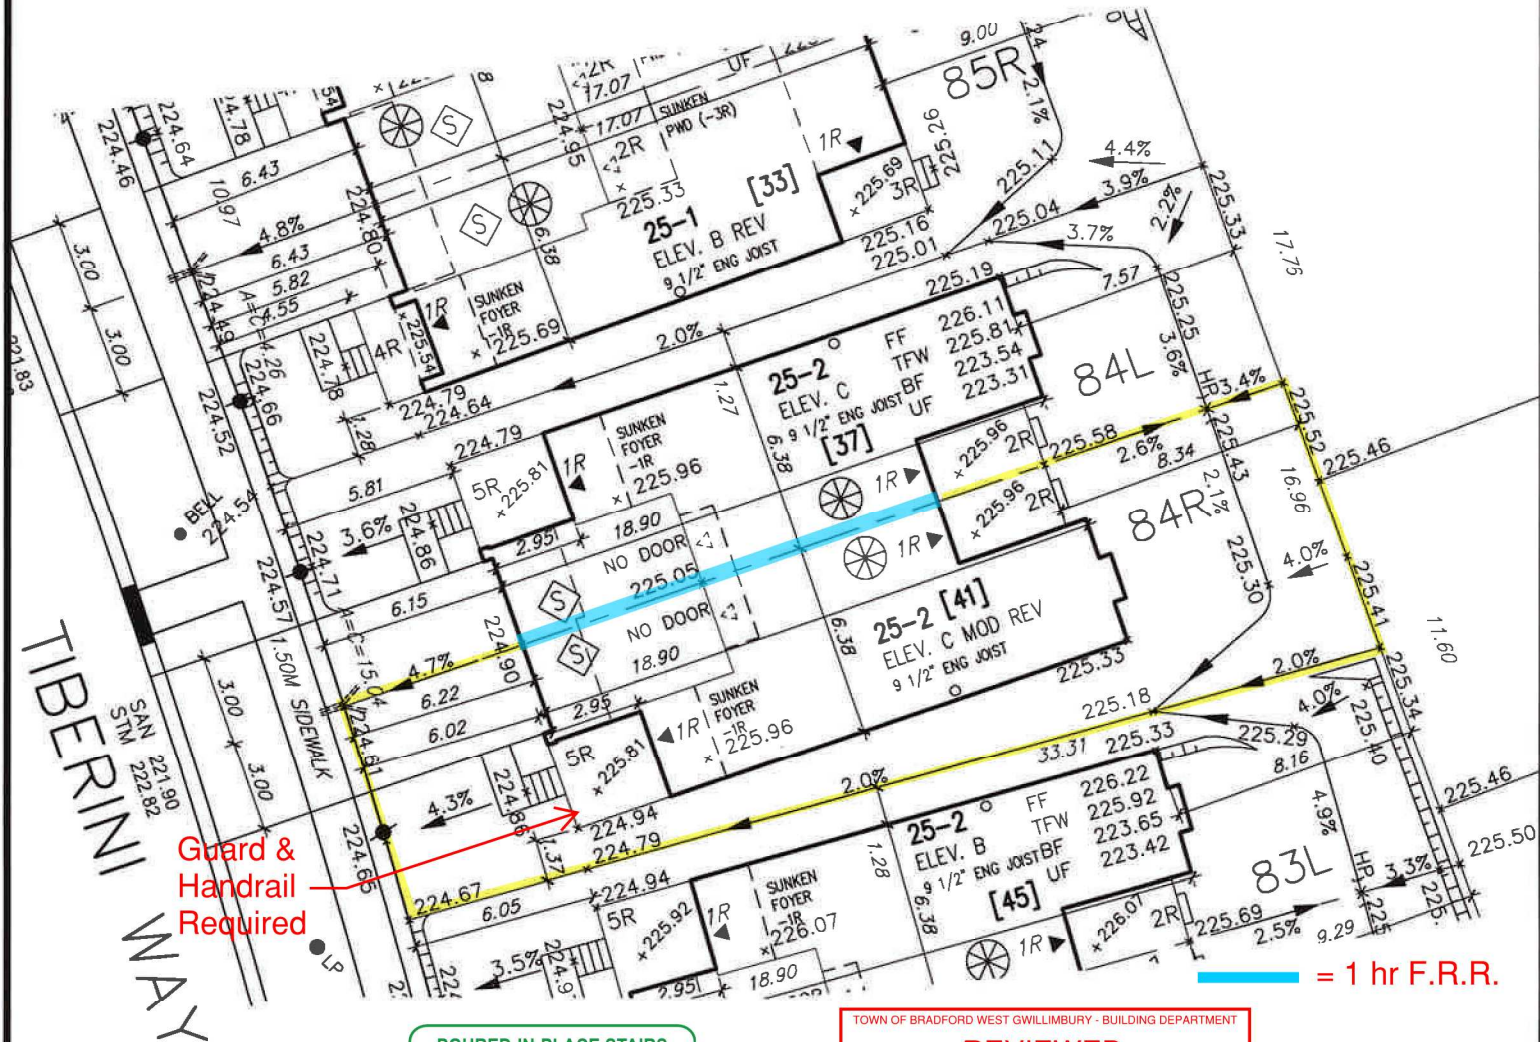 9.00
85R
2.1%
UF
17.07
17.07
SUNKEN
PWD (-3R)
2R
224.95
225.33
6.38
1R
[33]
225.69
3R
225.26
225.11
4.4%
3.9%
2.2%
225.33
17.75
25-1
ELEV. B REV
9 1/2" ENG JOIST
225.16
225.01
225.04
3.7%
7.57
225.25
3.6%
224.64
224.46
224.78
6.43
10.97
4.8%
224.80
6.43
5.82
4.55
224.49
A=C=4.26
S
S
3.00
3.00
221.83
1R
SUNKEN
FOYER
-1R
225.69
225.54
4R
224.78
224.66
224.52
224.79
224.64
1.28
2.0%
225.19
25-2
ELEV. C
9 1/2" ENG JOIST
[37]
FF 226.11
TFW 225.81
BF 223.54
UF 223.31
84L
HP
3.4%
225.52
225.46
16.96
1.27
6.38
224.79
5R
225.81
1R
SUNKEN
FOYER
-1R
225.96
5.81
3.6%
224.86
2.95
18.90
NO DOOR
225.05
NO DOOR
18.90
1R
225.96
2R
225.58
2.6%
8.34
225.43
2.1%
84R
225.96
2R
1R
225.30
4.0%
225.41
11.60
BELL
224.54
224.71
224.57
6.15
224.90
S
S
A=C=15.04
1.50M SIDEWALK
4.7%
6.22
6.02
2.95
224.61
25-2 [41]
ELEV. C MOD REV
9 1/2" ENG JOIST
6.38
225.33
225.18
2.0%
225.34
4.0%
225.40
225.29
225.33
33.31
8.16
TIBERINI
WAY
SAN 221.90
STM 222.82
3.00
3.00
5R
225.81
1R
SUNKEN
FOYER
-1R
225.96
224.86
4.3%
224.65
224.94
224.79
1.37
2.0%
Guard &
Handrail
Required
224.67
6.05
224.94
5R
225.92
1R
SUNKEN
FOYER
-1R
226.07
1.28
6.38
25-2
ELEV. B
9 1/2" ENG JOIST
[45]
FF 226.22
TFW 225.92
BF 223.65
UF 223.42
83L
4.9%
HP
3.3%
225.46
225.50
1R
226.07
2R
225.69
2.5%
9.29
LP
3.5%
2.95
18.90
= 1 hr F.R.R.
TOWN OF BRADFORD WEST GWILLIMBURY - BUILDING DEPARTMENT